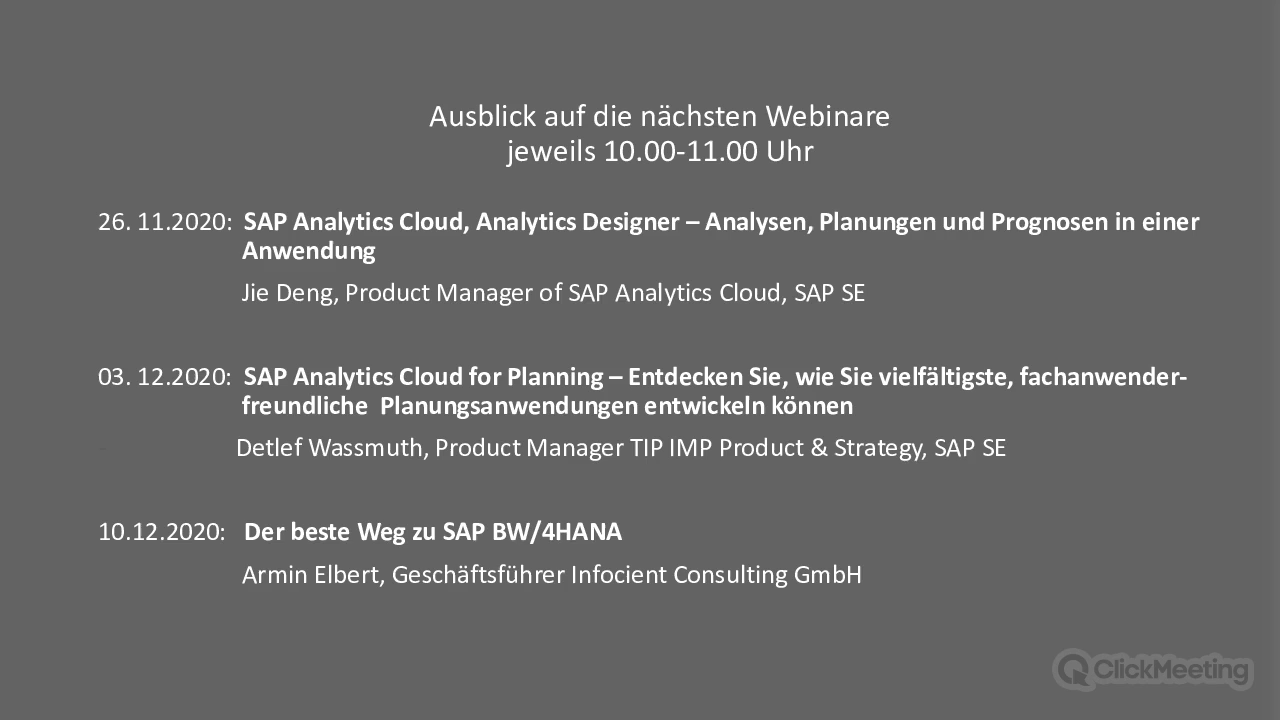 Ausblick auf die nächsten Webinare
jeweils 10.00-11.00 Uhr
26. 11.2020: SAP Analytics Cloud, Analytics Designer – Analysen, Planungen und Prognosen in einer
Anwendung
Jie Deng, Product Manager of SAP Analytics Cloud, SAP SE
03. 12.2020: SAP Analytics Cloud for Planning – Entdecken Sie, wie Sie vielfältigste, fachanwender-
freundliche Planungsanwendungen entwickeln können
Detlef Wassmuth, Product Manager TIP IMP Product & Strategy, SAP SE
10.12.2020: Der beste Weg zu SAP BW/4HANA
Armin Elbert, Geschäftsführer Infocient Consulting GmbH
ClickMeeting